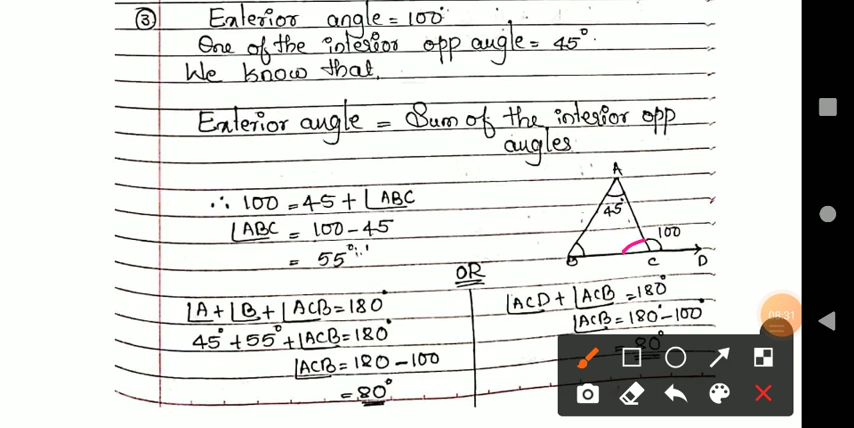 ③ Exterior angle = 100°
One of the interior opp angle = 45°.
We know that,
Exterior angle = Sum of the interior opp
angles
∴ 100 = 45 + ∠ABC
∠ABC = 100 - 45
= 55°
A
45°
100
B
C
D
OR
∠A + ∠B + ∠ACB = 180°
45° + 55° + ∠ACB = 180°
∠ACB = 180 - 100
= 80°
∠ACD + ∠ACB = 180°
∠ACB = 180° - 100°
= 80°
08:31